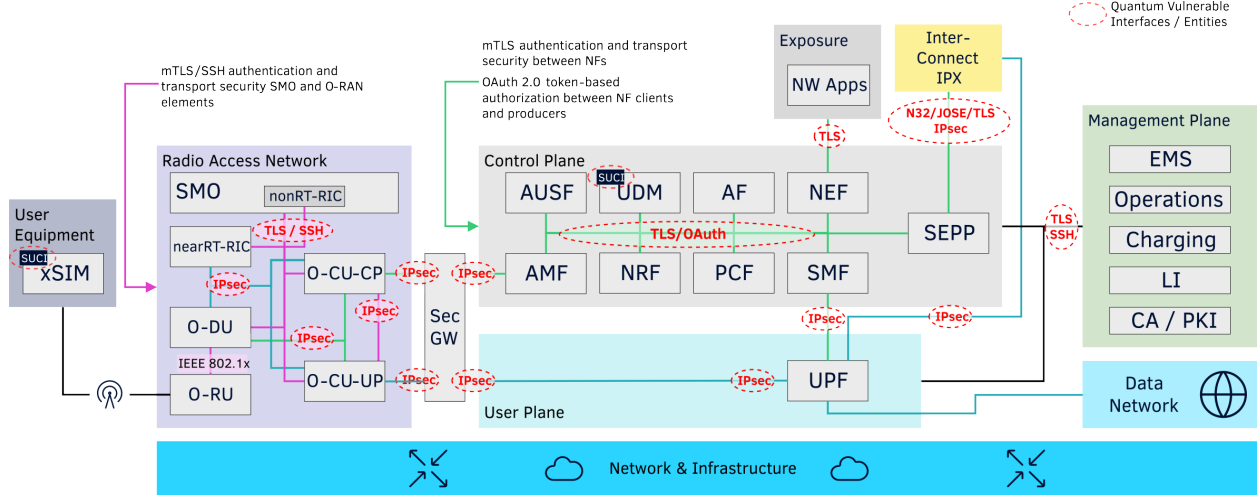 Quantum Vulnerable
Interfaces / Entities
mTLS/SSH authentication and
transport security SMO and O-RAN
elements
mTLS authentication and transport
security between NFs
OAuth 2.0 token-based
authorization between NF clients
and producers
Exposure
NW Apps
TLS
Inter-
Connect
IPX
N32/JOSE/TLS
IPsec
User
Equipment
SUCI
xSIM
Radio Access Network
SMO
nonRT-RIC
TLS / SSH
nearRT-RIC
IPsec
O-CU-CP
IPsec
O-DU
IPsec
IPsec
IEEE 802.1x
O-RU
O-CU-UP
IPsec
Sec
GW
IPsec
IPsec
Control Plane
AUSF
SUCI
UDM
AF
NEF
TLS/OAuth
SEPP
AMF
NRF
PCF
SMF
IPsec
IPsec
User Plane
IPsec
UPF
TLS
SSH
Management Plane
EMS
Operations
Charging
LI
CA / PKI
Data
Network
Network & Infrastructure